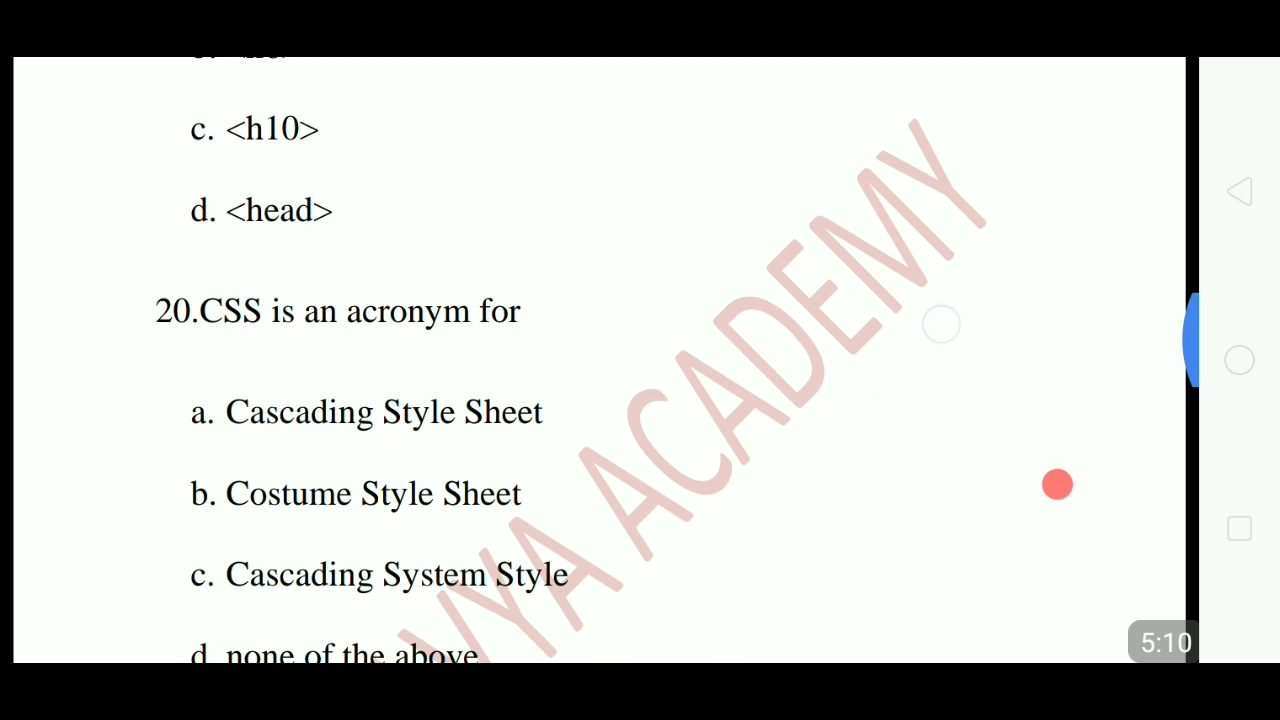 c. <h10>
d. <head>
20.CSS is an acronym for
a. Cascading Style Sheet
b. Costume Style Sheet
c. Cascading System Style
d. none of the above
VYA ACADEMY
5:10